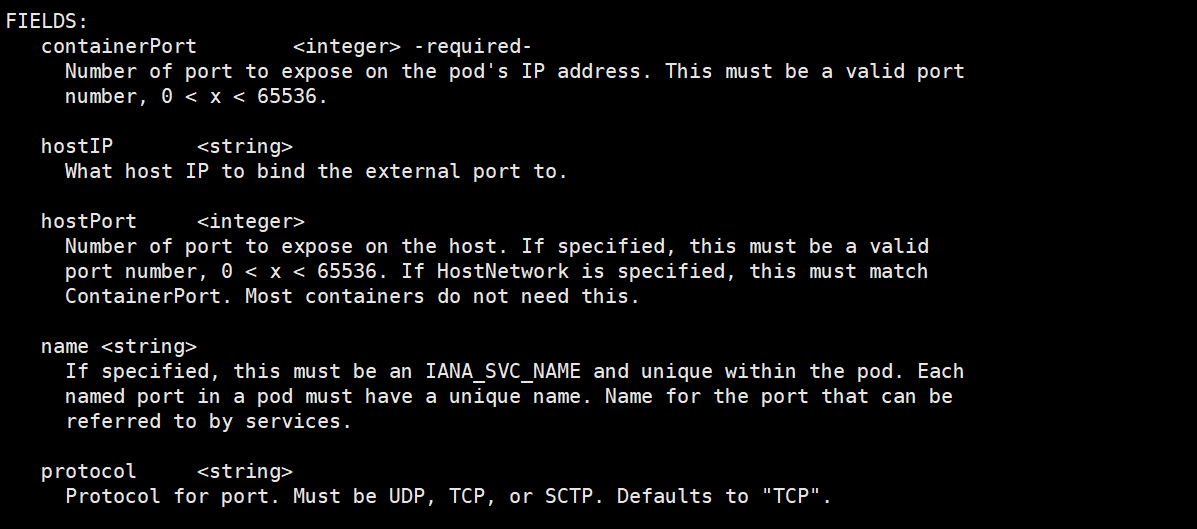 FIELDS:
containerPort <integer> -required-
Number of port to expose on the pod's IP address. This must be a valid port
number, 0 < x < 65536.
hostIP <string>
What host IP to bind the external port to.
hostPort <integer>
Number of port to expose on the host. If specified, this must be a valid
port number, 0 < x < 65536. If HostNetwork is specified, this must match
ContainerPort. Most containers do not need this.
name <string>
If specified, this must be an IANA_SVC_NAME and unique within the pod. Each
named port in a pod must have a unique name. Name for the port that can be
referred to by services.
protocol <string>
Protocol for port. Must be UDP, TCP, or SCTP. Defaults to "TCP".